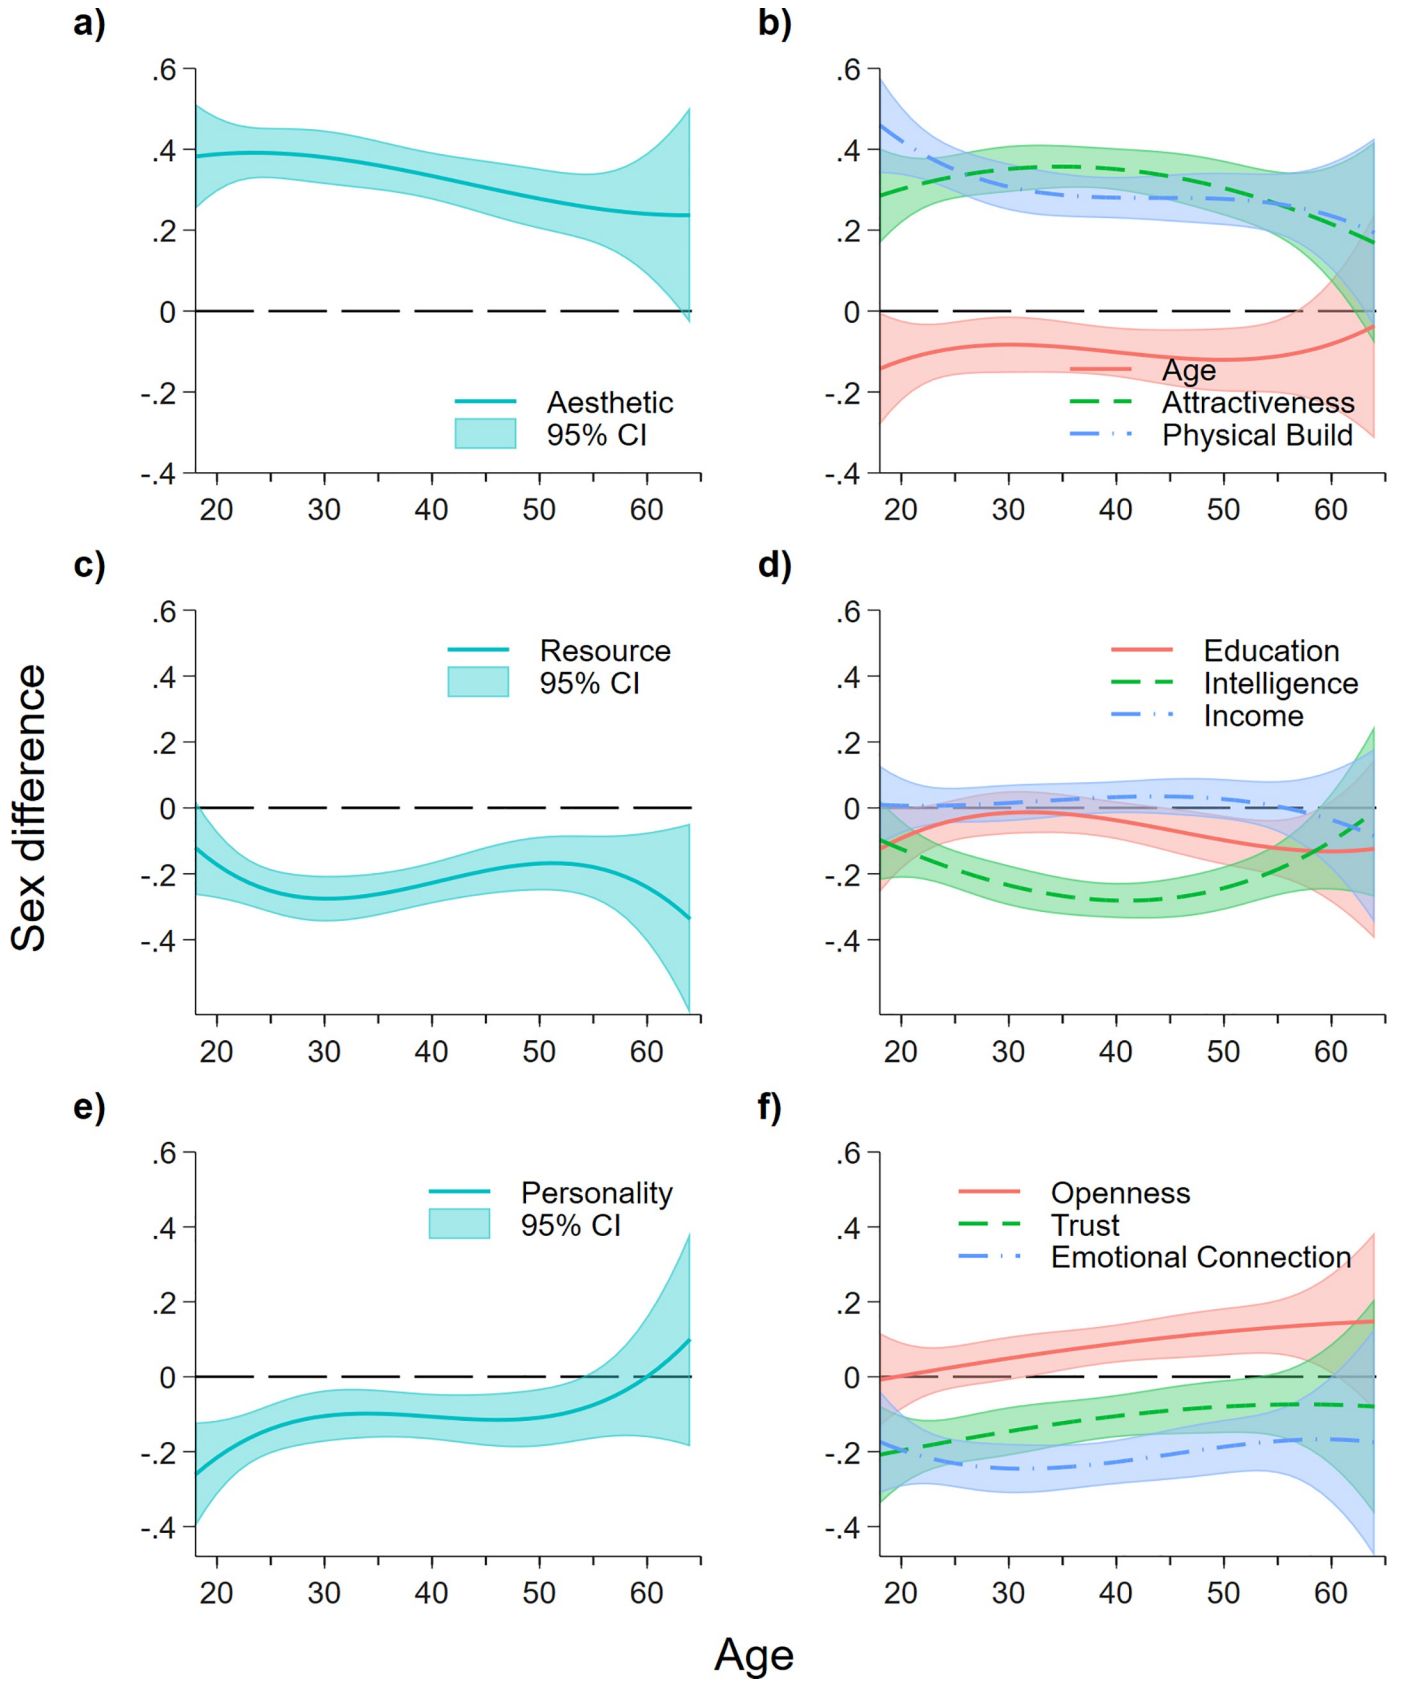 a)
.6
.4
.2
0
-.2
-.4
Aesthetic
95% CI
20 30 40 50 60
b)
.6
.4
.2
0
-.2
-.4
Age
Attractiveness
Physical Build
20 30 40 50 60
c)
.6
.4
.2
0
-.2
-.4
Resource
95% CI
20 30 40 50 60
d)
.6
.4
.2
0
-.2
-.4
Education
Intelligence
Income
20 30 40 50 60
Sex difference
e)
.6
.4
.2
0
-.2
-.4
Personality
95% CI
20 30 40 50 60
f)
.6
.4
.2
0
-.2
-.4
Openness
Trust
Emotional Connection
20 30 40 50 60
Age